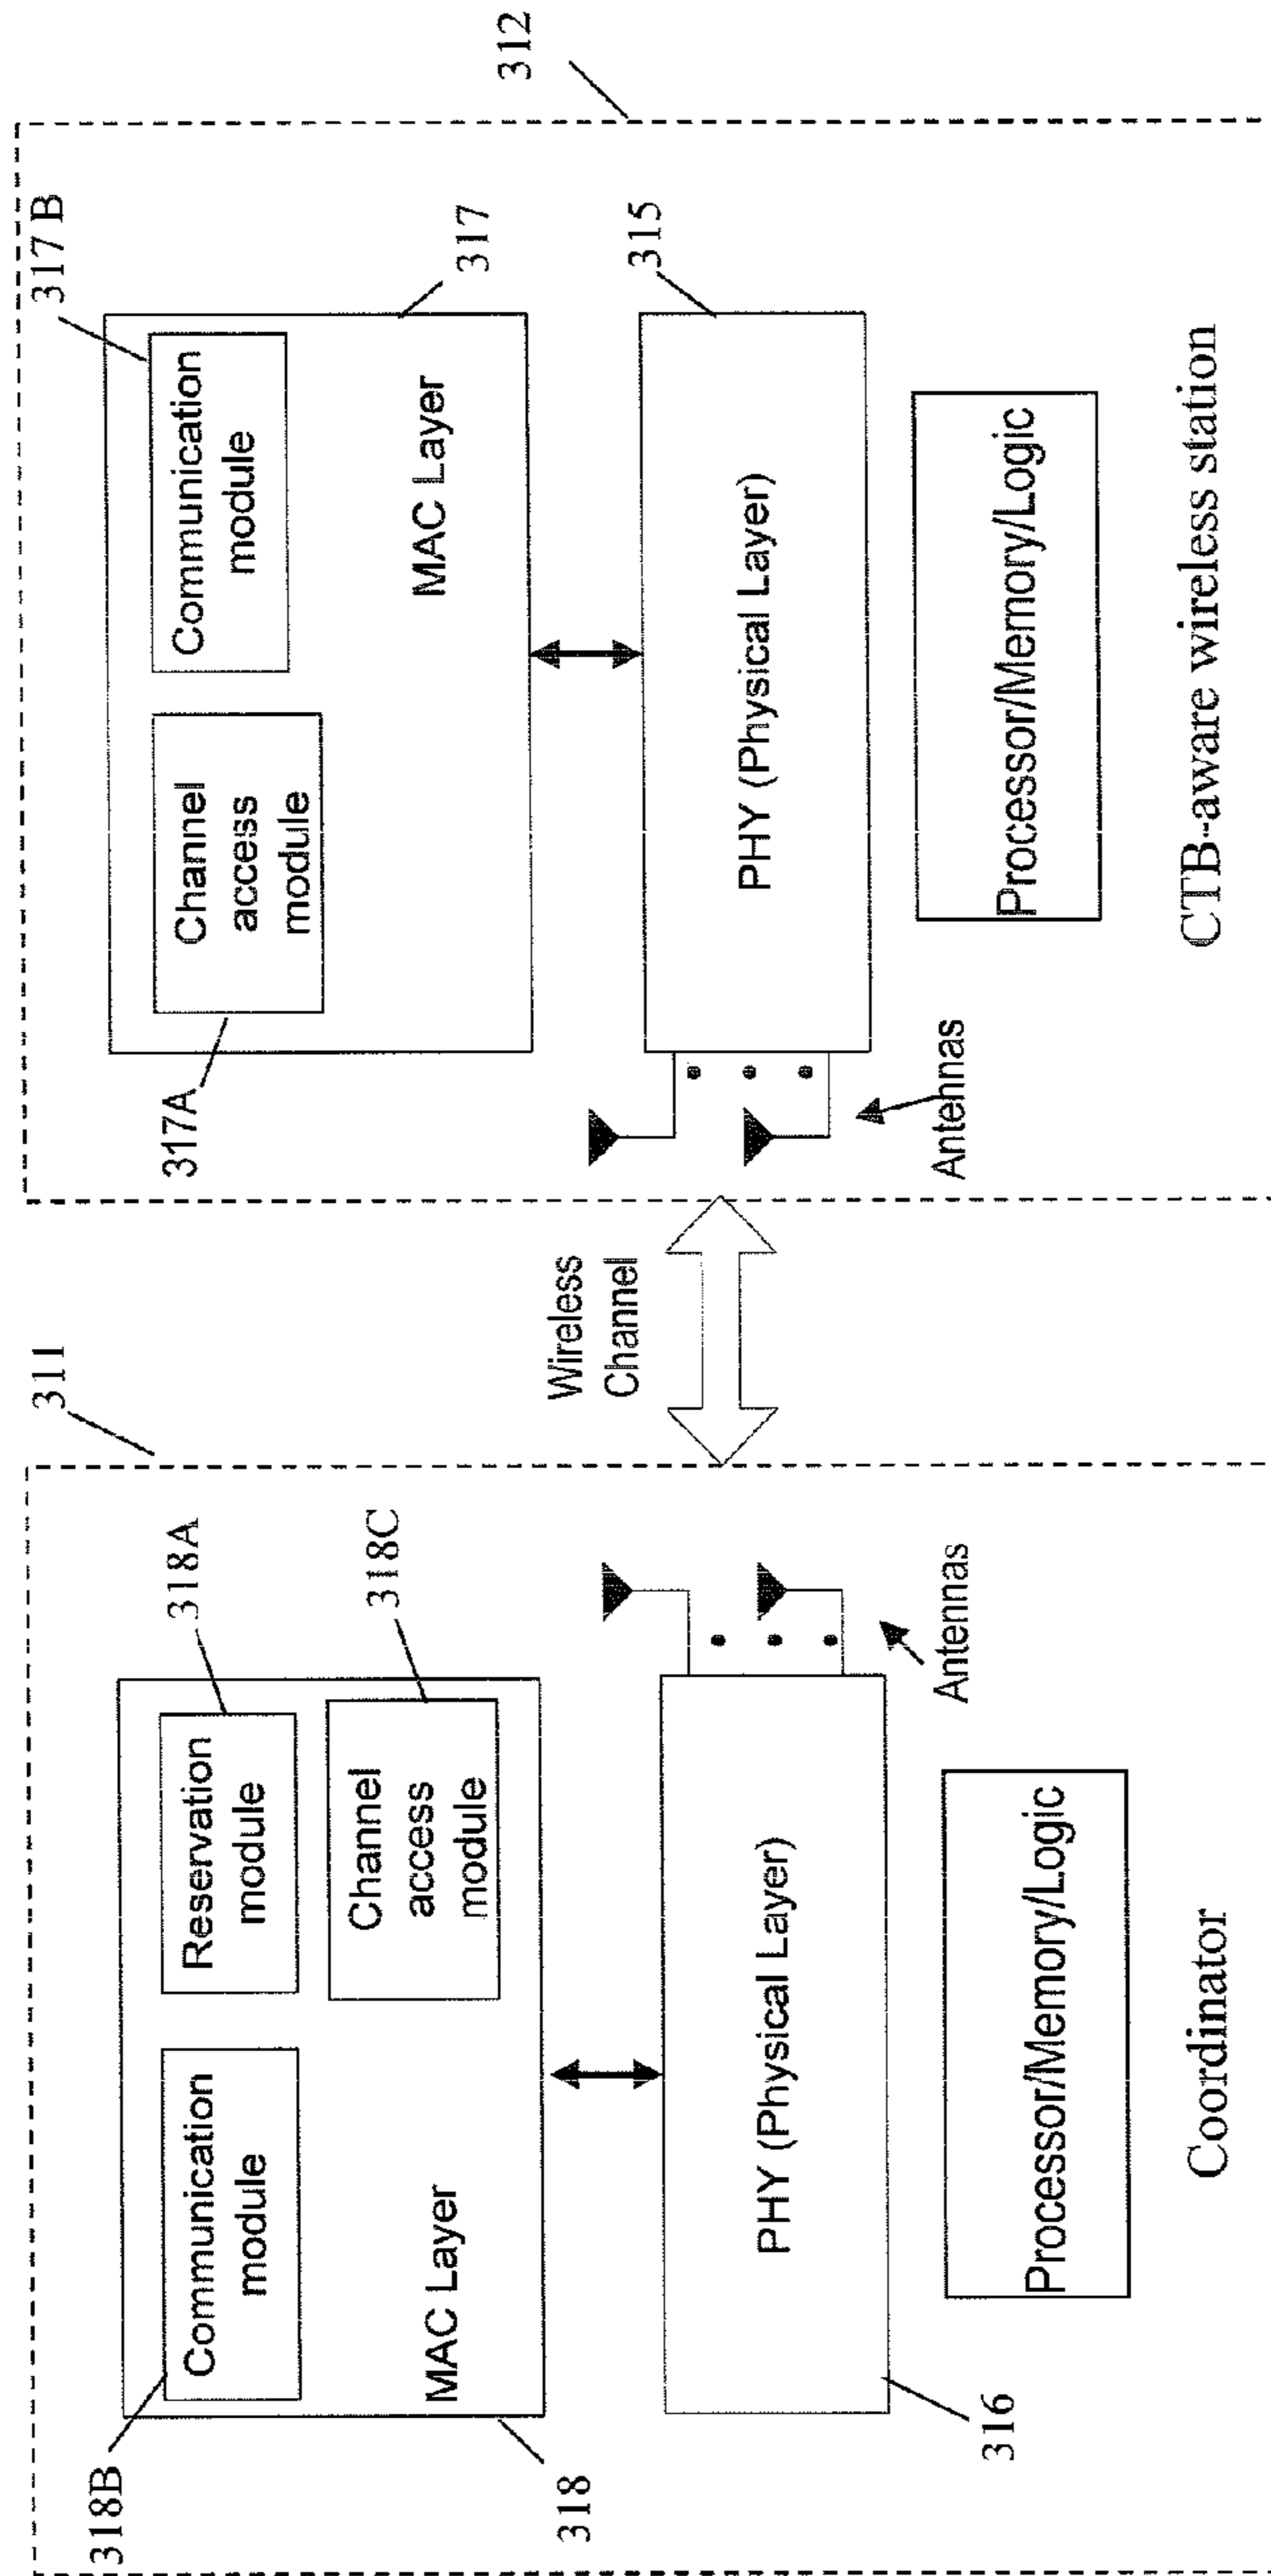 311
318B
Communication
module
Reservation
module
318A
Channel
access
module
318C
MAC Layer
318
PHY (Physical Layer)
316
Antennas
Processor/Memory/Logic
Coordinator
Wireless
Channel
312
317A
Channel
access
module
Communication
module
317B
MAC Layer
317
PHY (Physical Layer)
315
Antennas
Processor/Memory/Logic
CTB-aware wireless station